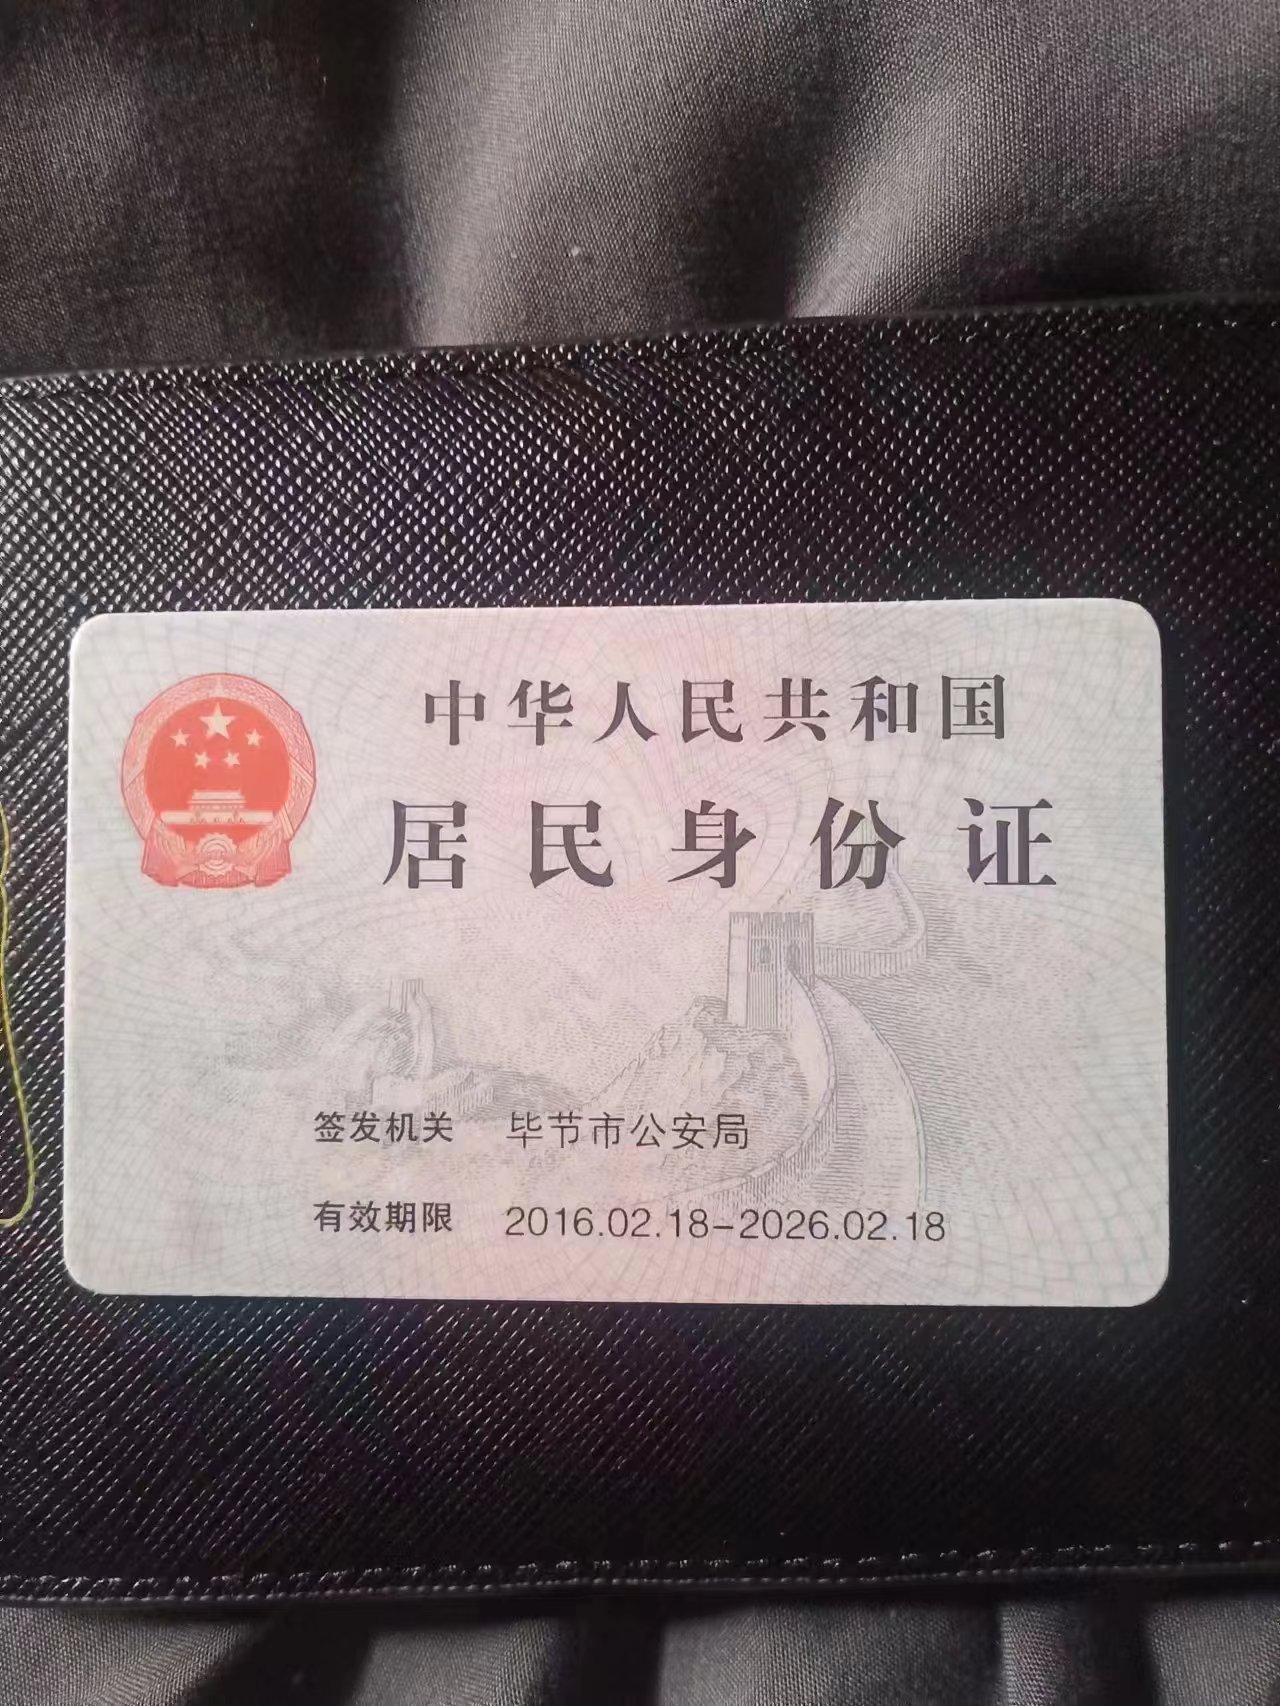 中华人民共和国
居民身份证
签发机关 毕节市公安局
有效期限 2016.02.18-2026.02.18